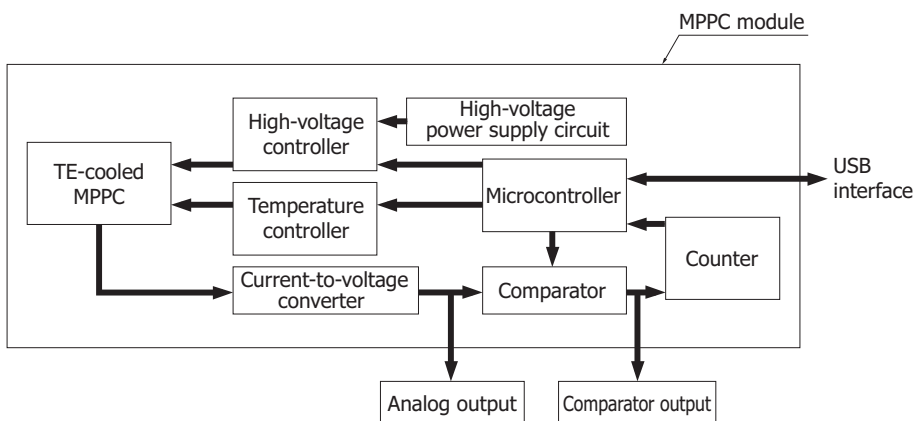 MPPC module
High-voltage
power supply circuit
High-voltage
controller
TE-cooled
MPPC
Microcontroller
USB
interface
Temperature
controller
Counter
Current-to-voltage
converter
Comparator
Analog output
Comparator output